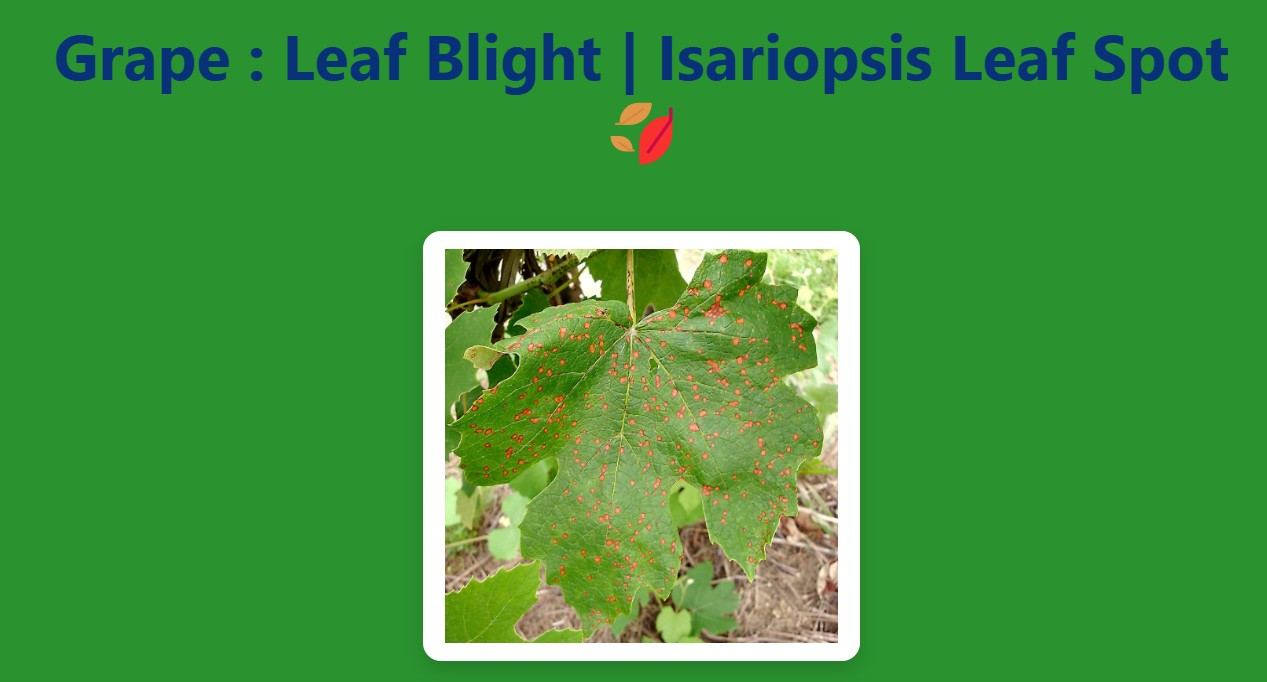 Grape : Leaf Blight | Isariopsis Leaf Spot
🍂